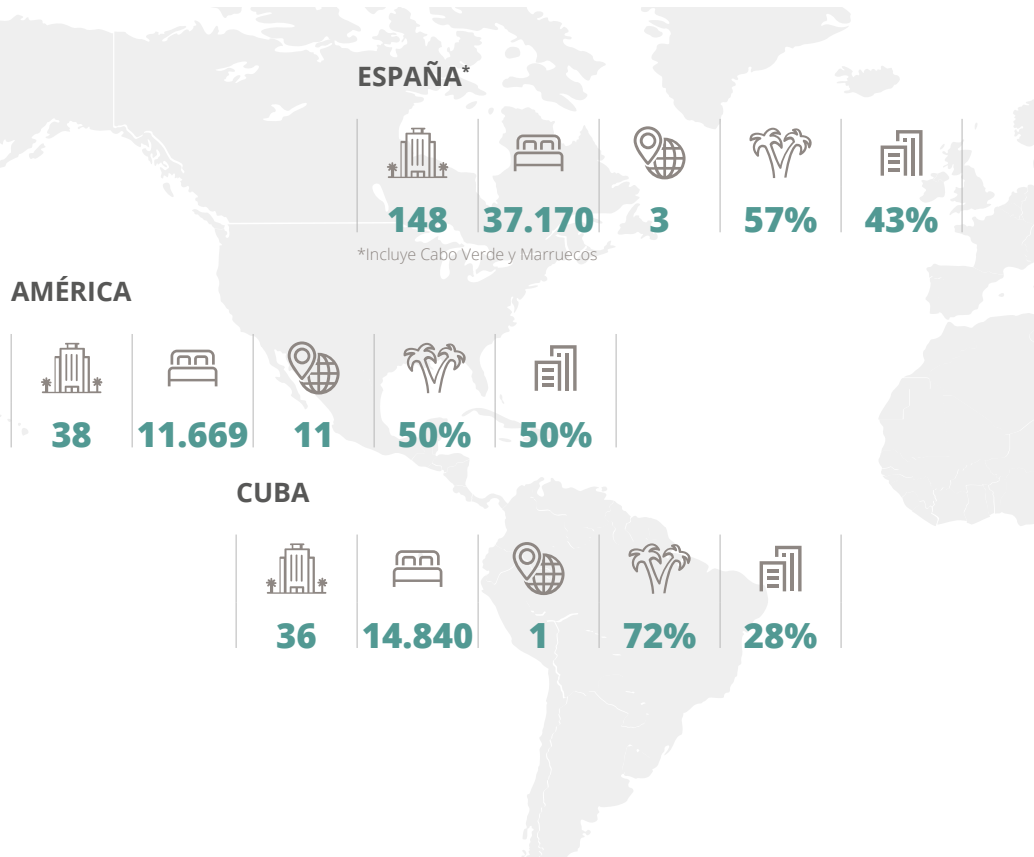 ESPAÑA*
148 37.170 3 57% 43%
*Incluye Cabo Verde y Marruecos
AMÉRICA
38 11.669 11 50% 50%
CUBA
36 14.840 1 72% 28%